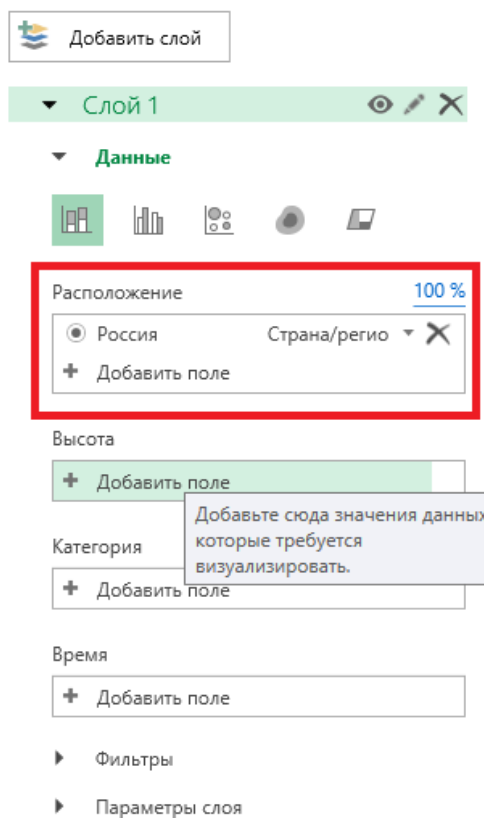 Добавить слой
Слой 1
Данные
Расположение 100 %
Россия Страна/регио
Добавить поле
Высота
Добавить поле
Добавьте сюда значения данных
которые требуется
визуализировать.
Категория
Добавить поле
Время
Добавить поле
Фильтры
Параметры слоя